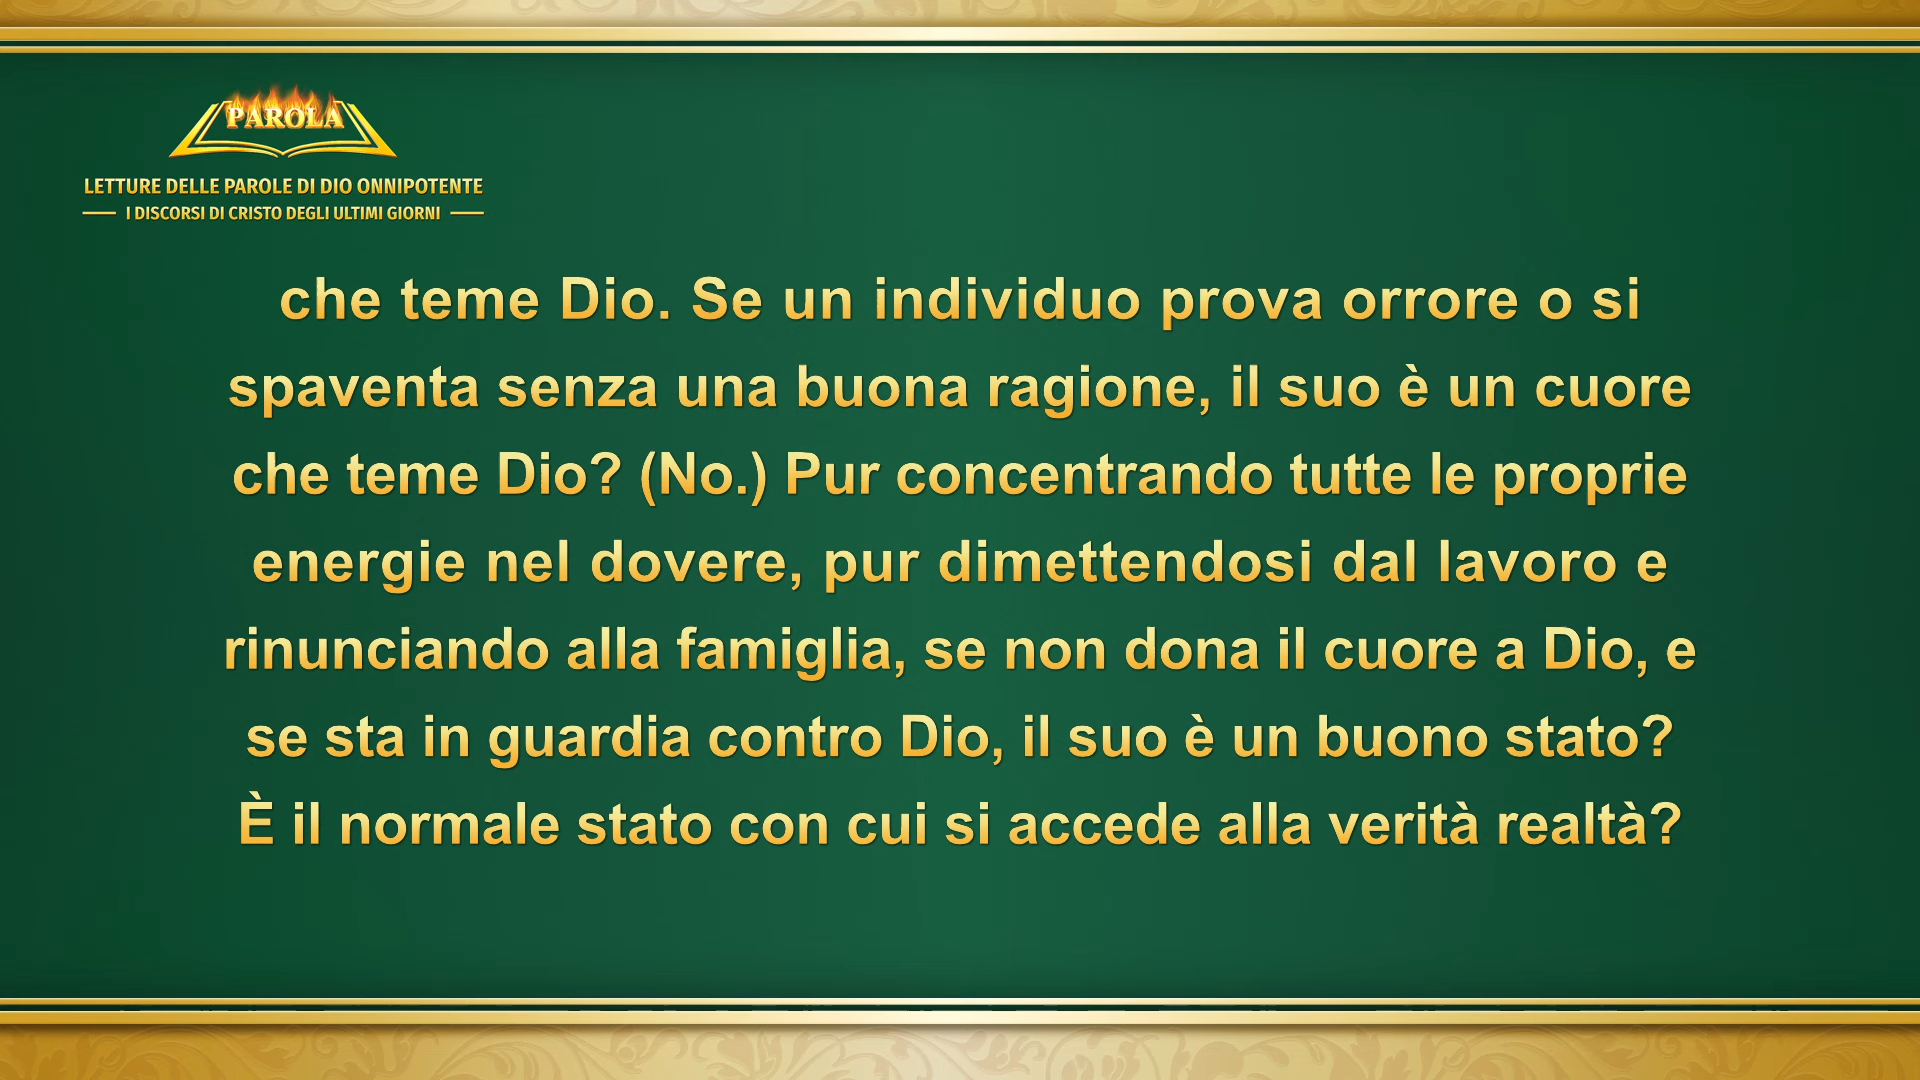 PAROLA
LETTURE DELLE PAROLE DI DIO ONNIPOTENTE
I DISCORSI DI CRISTO DEGLI ULTIMI GIORNI
che teme Dio. Se un individuo prova orrore o si
spaventa senza una buona ragione, il suo è un cuore
che teme Dio? (No.) Pur concentrando tutte le proprie
energie nel dovere, pur dimettendosi dal lavoro e
rinunciando alla famiglia, se non dona il cuore a Dio, e
se sta in guardia contro Dio, il suo è un buono stato?
È il normale stato con cui si accede alla verità realtà?